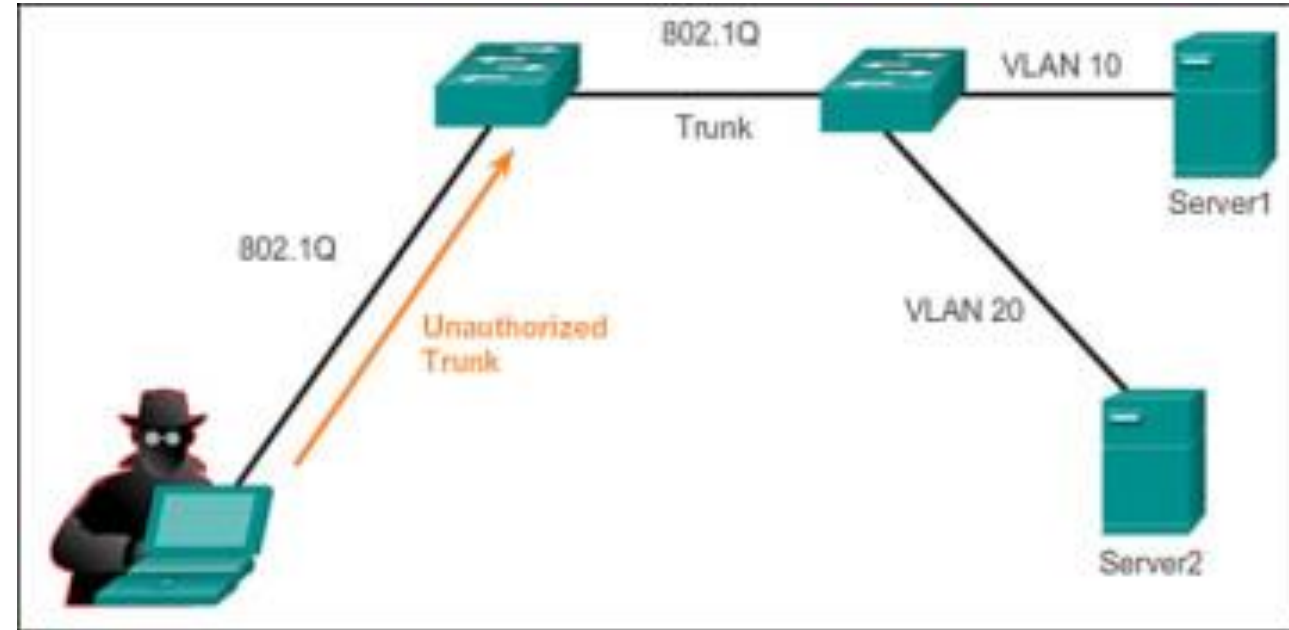 802.1Q
VLAN 10
Trunk
Server1
802.1Q
VLAN 20
Unauthorized
Trunk
Server2